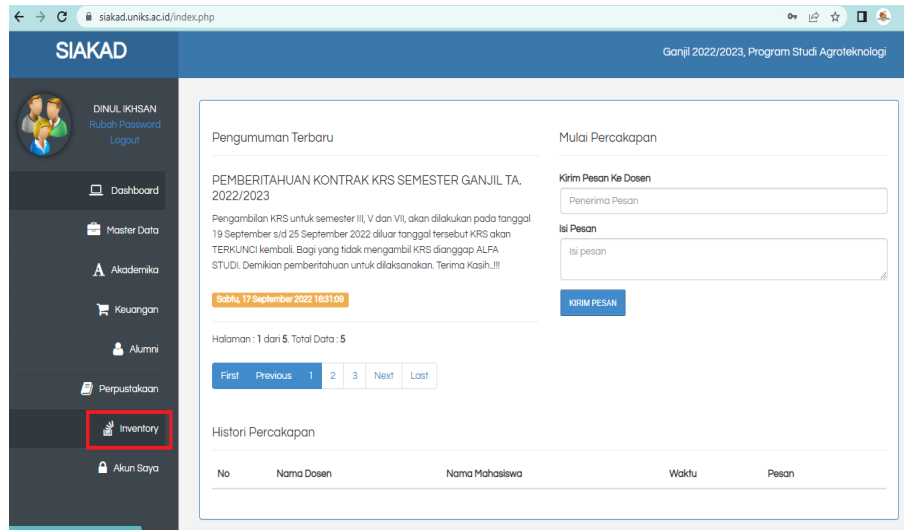 siakad.uniks.ac.id/index.php
SIAKAD
Ganjil 2022/2023, Program Studi Agroteknologi
DINUL IKHSAN
Rubah Password
Logout
Dashboard
Master Data
Akademika
Keuangan
Alumni
Perpustakaan
Inventory
Akun Saya
Pengumuman Terbaru
PEMBERITAHUAN KONTRAK KRS SEMESTER GANJIL TA.
2022/2023
Pengambilan KRS untuk semester III, V dan VII, akan dilakukan pada tanggal
19 September s/d 25 September 2022 diluar tanggal tersebut KRS akan
TERKUNCI kembali. Bagi yang tidak mengambil KRS dianggap ALFA
STUDI. Demikian pemberitahuan untuk dilaksanakan. Terima Kasih..!!!
Sabtu, 17 September 2022 16:31:09
Halaman : 1 dari 5. Total Data : 5
First Previous 1 2 3 Next Last
Mulai Percakapan
Kirim Pesan Ke Dosen
Penerima Pesan
Isi Pesan
Isi pesan
KIRIM PESAN
Histori Percakapan
No Nama Dosen Nama Mahasiswa Waktu Pesan